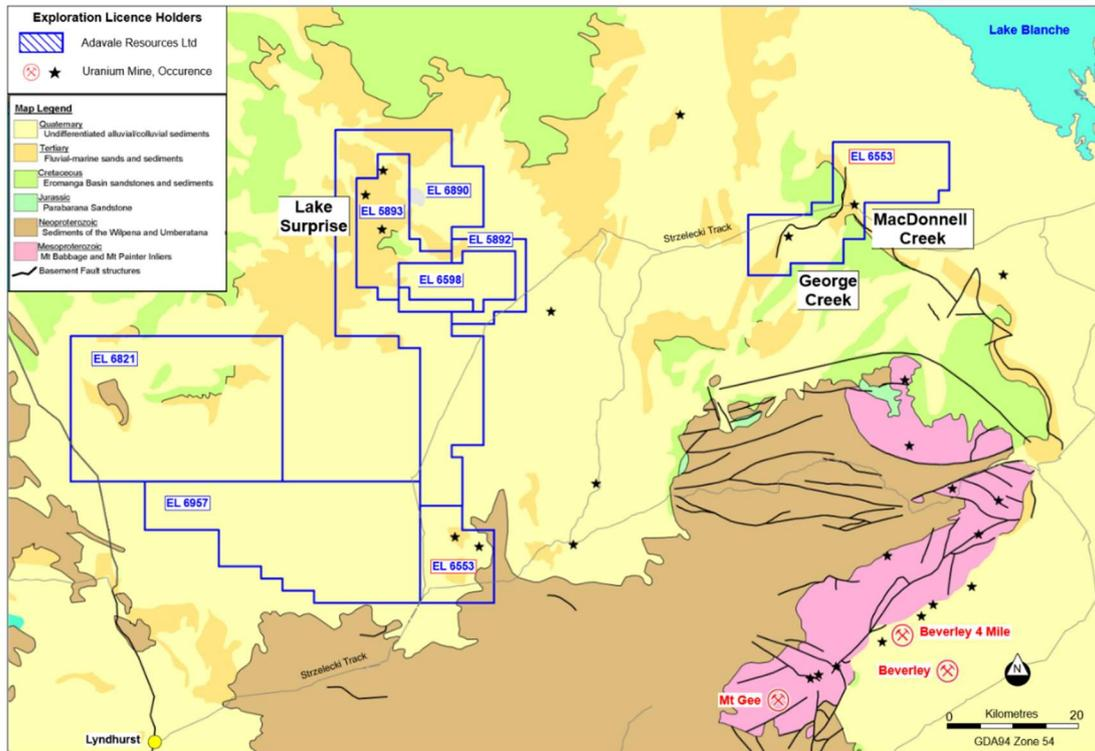 Exploration Licence Holders
Adavale Resources Ltd
Uranium Mine, Occurence
Map Legend
Quaternary
Undifferentiated alluvial/colluvial sediments
Tertiary
Fluvial-marine sands and sediments
Cretaceous
Eromanga Basin sandstones and sediments
Jurassic
Parabarana Sandstone
Neoproterozoic
Sediments of the Wilpena and Umberatana
Mesoproterozoic
Mt Babbage and Mt Painter Inliers
Basement Fault structures
Lake Blanche
EL 6553
EL 6890
EL 5893
Lake
Surprise
MacDonnell
Creek
Strzelecki Track
EL 5892
EL 6598
George
Creek
EL 6821
EL 6957
EL 6553
Beverley 4 Mile
Strzelecki Track
Beverley
N
Mt Gee
0 Kilometres 20
GDA94 Zone 54
Lyndhurst